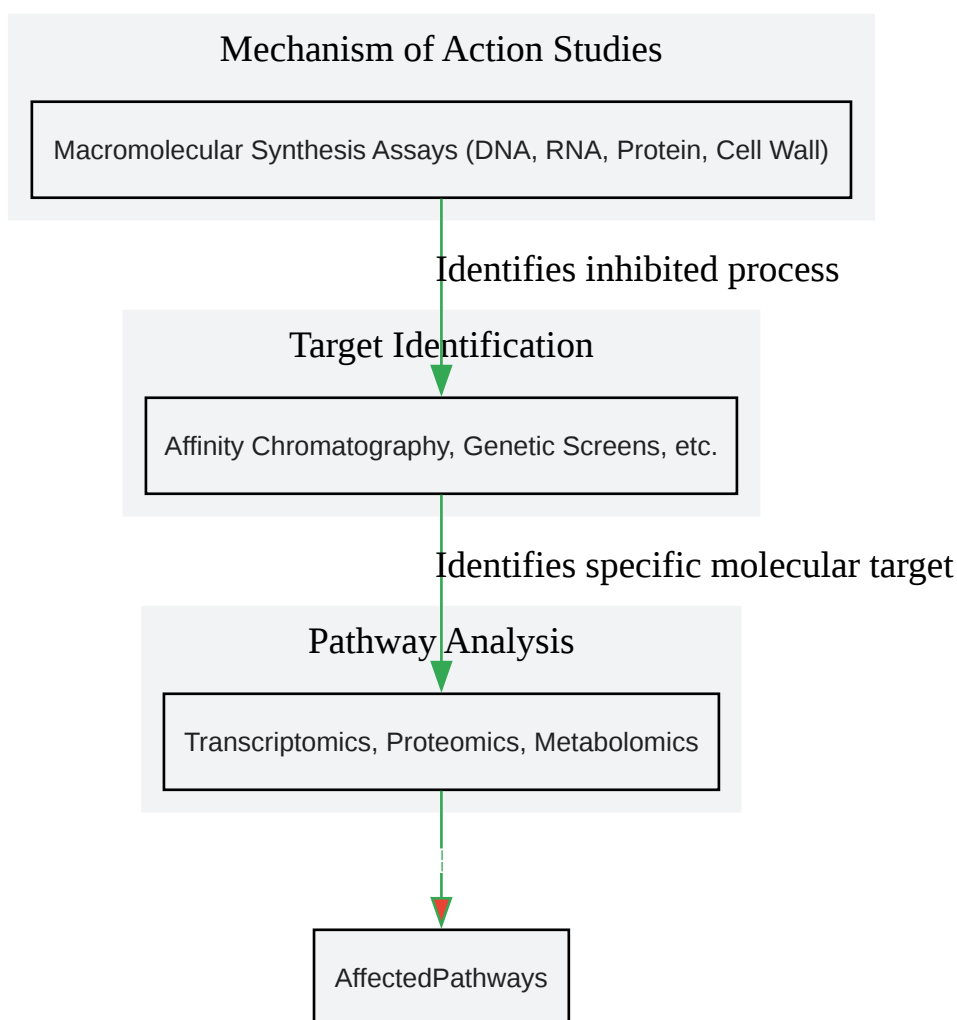 Mechanism of Action Studies
Macromolecular Synthesis Assays (DNA, RNA, Protein, Cell Wall)
Identifies inhibited process
Target Identification
Affinity Chromatography, Genetic Screens, etc.
Identifies specific molecular target
Pathway Analysis
Transcriptomics, Proteomics, Metabolomics
AffectedPathways